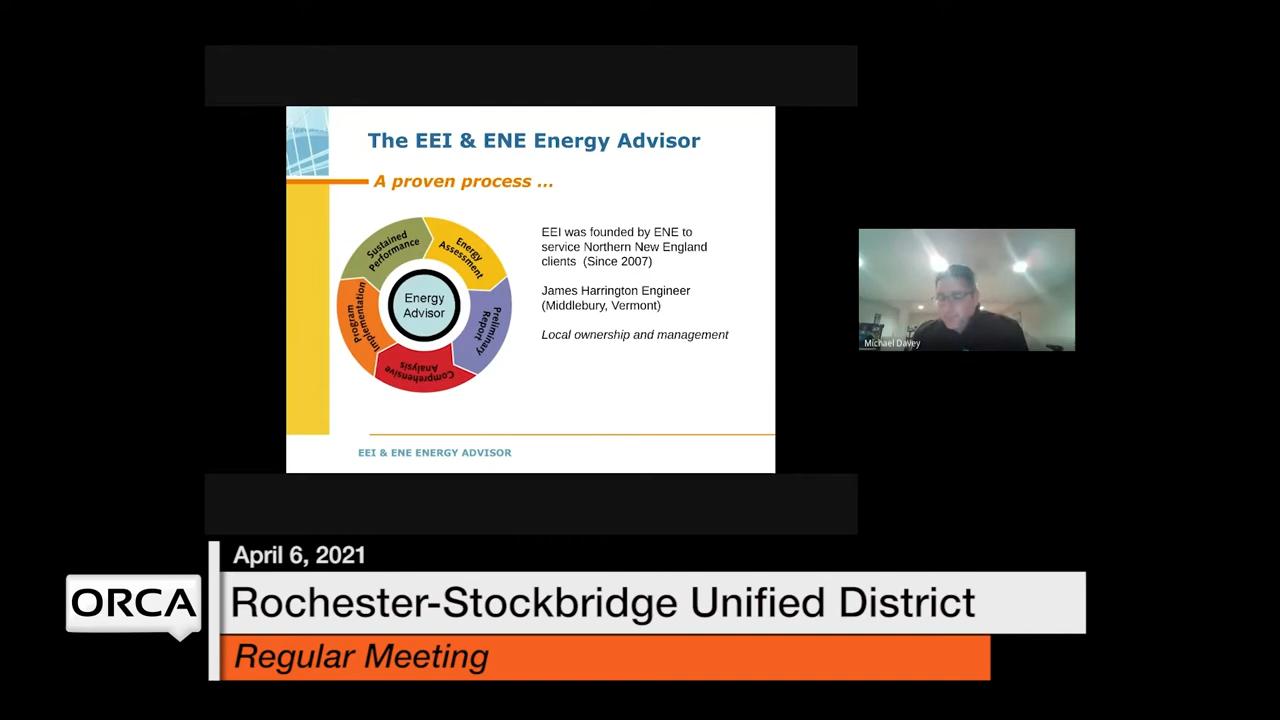 The EEI & ENE Energy Advisor
A proven process ...
Sustained
Performance
Energy
Assessment
Preliminary
Report
Comprehensive
Analysis
Program
Implementation
Energy
Advisor
EEI was founded by ENE to
service Northern New England
clients (Since 2007)
James Harrington Engineer
(Middlebury, Vermont)
Local ownership and management
EEI & ENE ENERGY ADVISOR
Michael Davey
April 6, 2021
ORCA
Rochester-Stockbridge Unified District
Regular Meeting